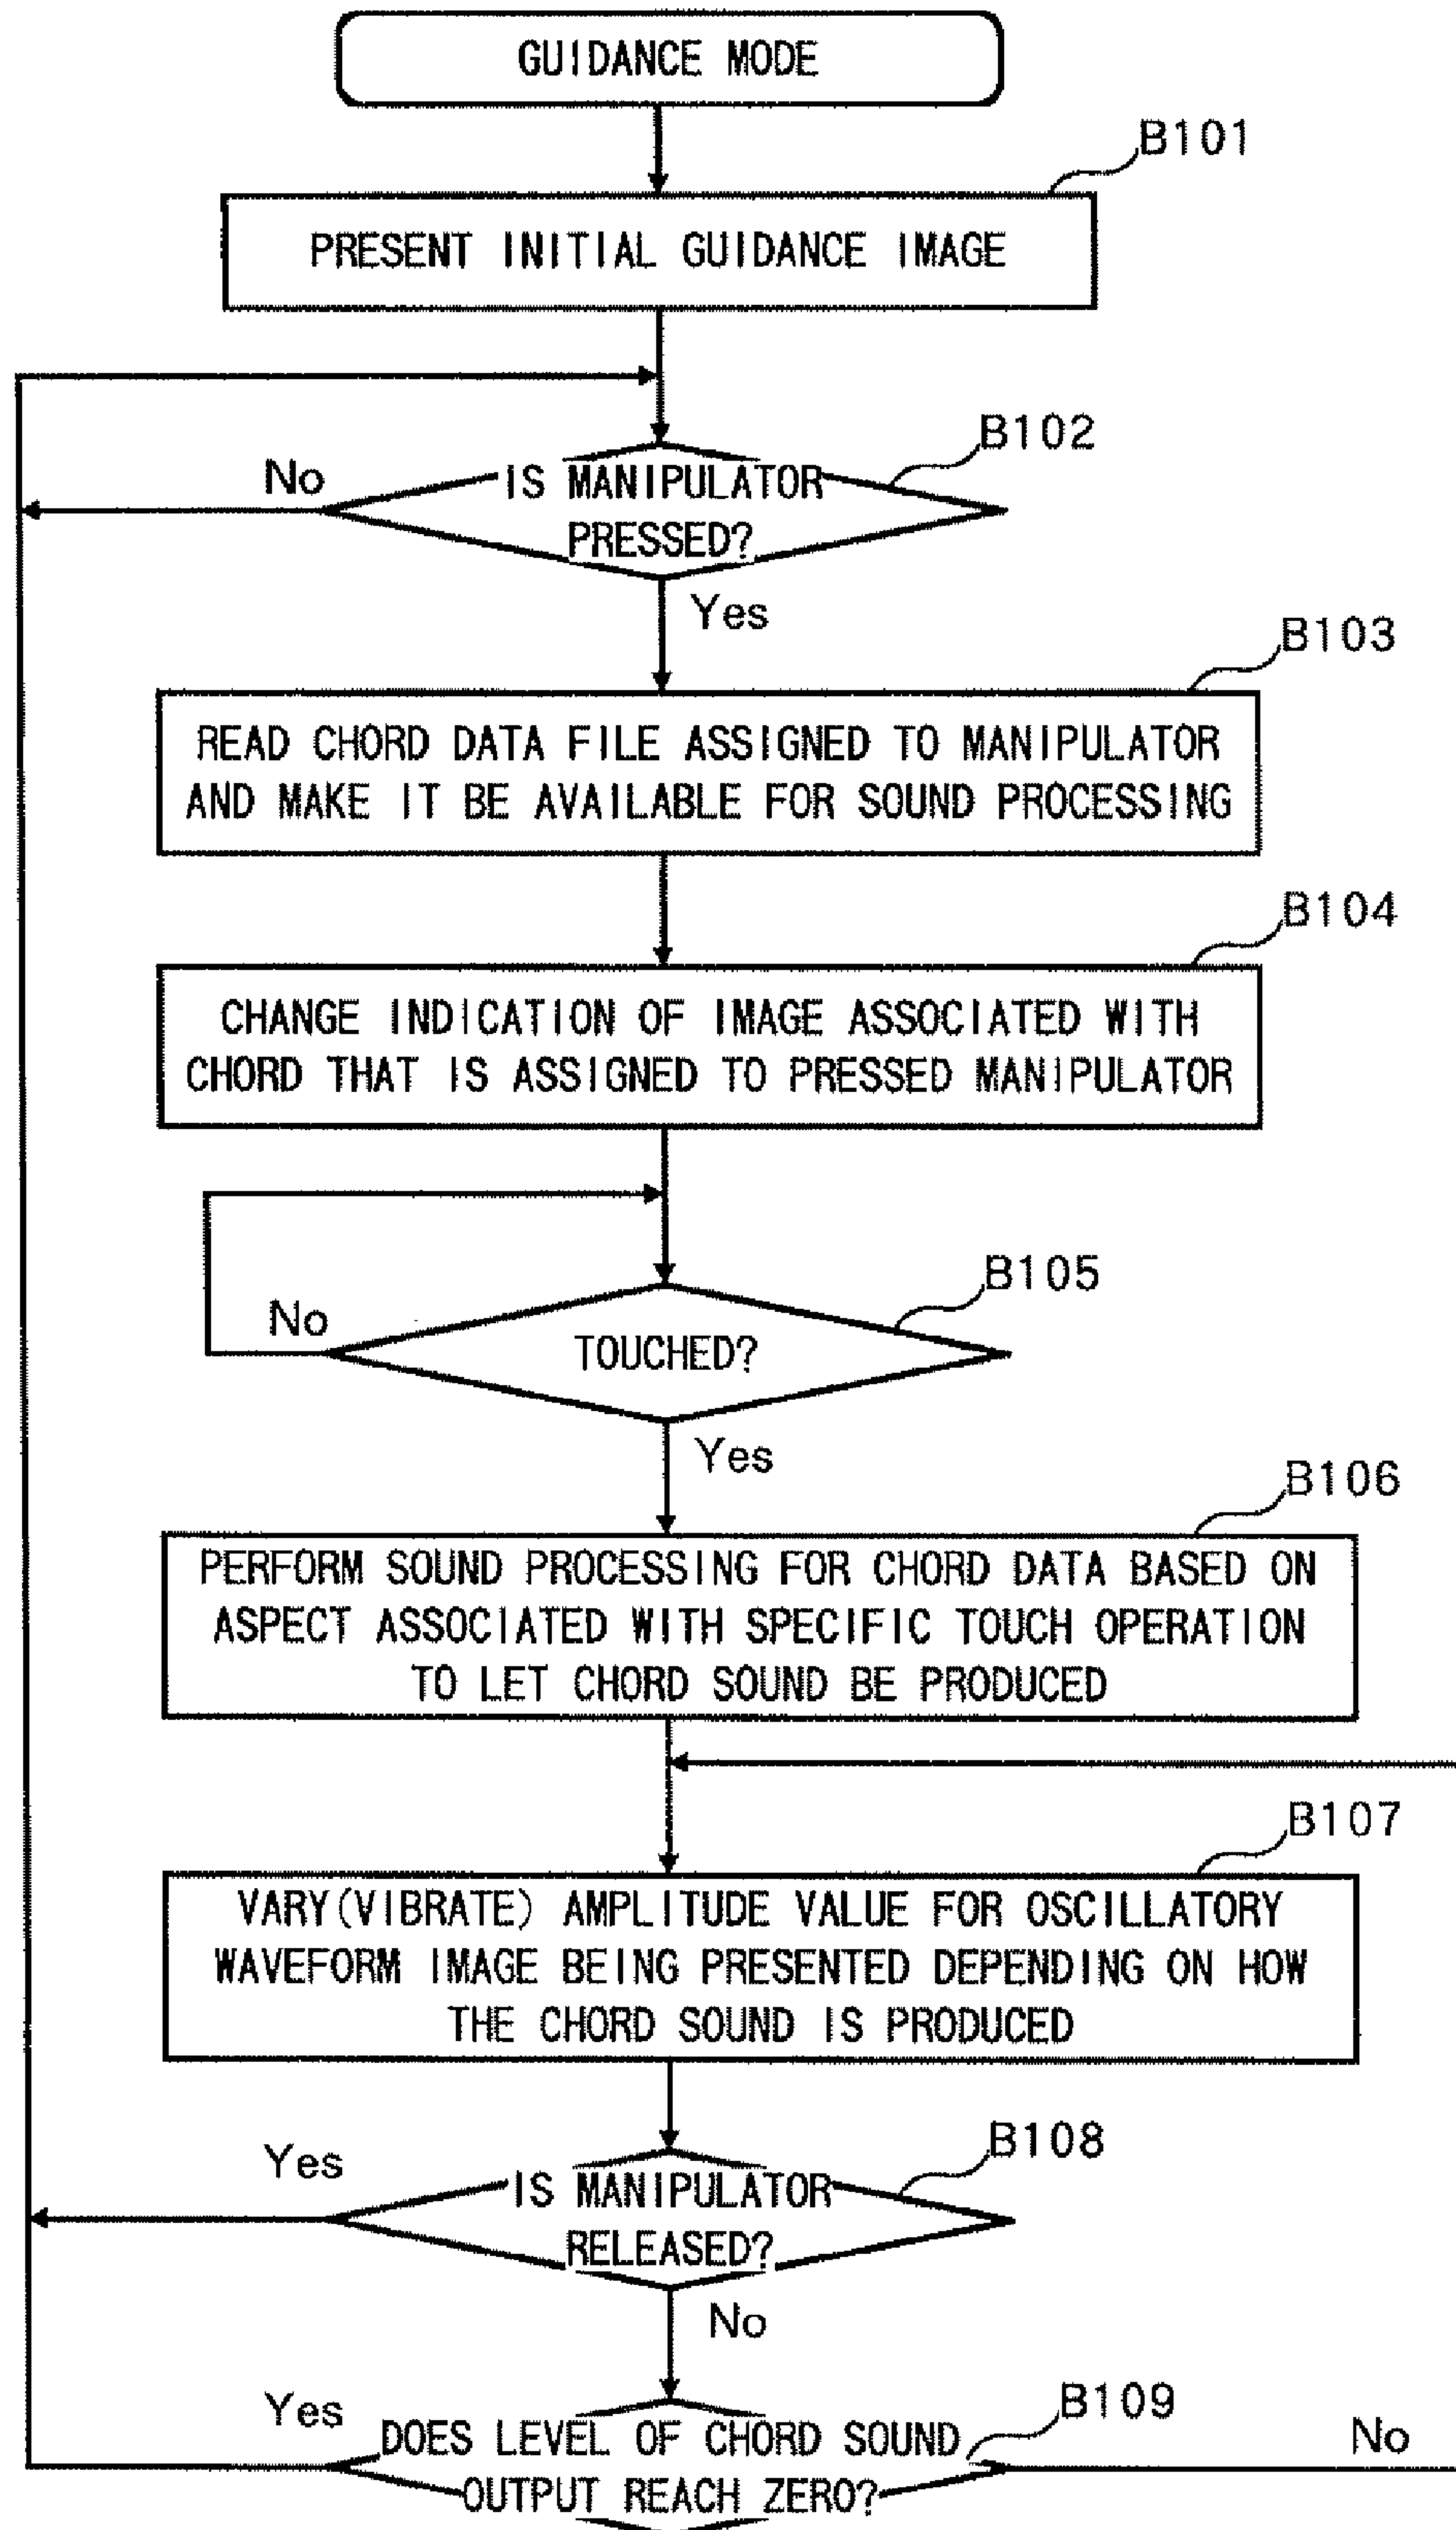 GUIDANCE MODE
B101
PRESENT INITIAL GUIDANCE IMAGE
B102
No
IS MANIPULATOR
PRESSED?
Yes
B103
READ CHORD DATA FILE ASSIGNED TO MANIPULATOR
AND MAKE IT BE AVAILABLE FOR SOUND PROCESSING
B104
CHANGE INDICATION OF IMAGE ASSOCIATED WITH
CHORD THAT IS ASSIGNED TO PRESSED MANIPULATOR
B105
No
TOUCHED?
Yes
B106
PERFORM SOUND PROCESSING FOR CHORD DATA BASED ON
ASPECT ASSOCIATED WITH SPECIFIC TOUCH OPERATION
TO LET CHORD SOUND BE PRODUCED
B107
VARY(VIBRATE) AMPLITUDE VALUE FOR OSCILLATORY
WAVEFORM IMAGE BEING PRESENTED DEPENDING ON HOW
THE CHORD SOUND IS PRODUCED
B108
Yes
IS MANIPULATOR
RELEASED?
No
B109
Yes
DOES LEVEL OF CHORD SOUND
No
OUTPUT REACH ZERO?